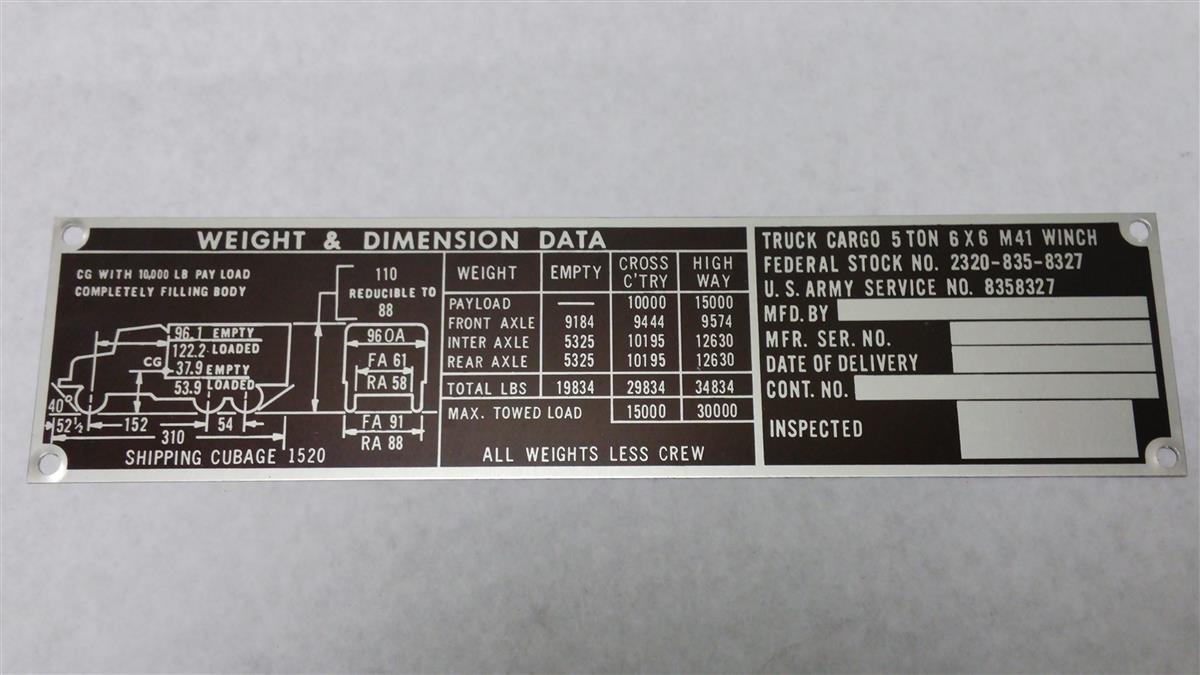 WEIGHT & DIMENSION DATA
CG WITH 10,000 LB PAY LOAD
COMPLETELY FILLING BODY
110
REDUCIBLE TO
88
96.1 EMPTY
122.2 LOADED
CG
37.9 EMPTY
53.9 LOADED
40°
52 ½
152
54
310
SHIPPING CUBAGE 1520
96OA
FA 61
RA 58
FA 91
RA 88
WEIGHT EMPTY CROSS C'TRY HIGH WAY
PAYLOAD — 10000 15000
FRONT AXLE 9184 9444 9574
INTER AXLE 5325 10195 12630
REAR AXLE 5325 10195 12630
TOTAL LBS 19834 29834 34834
MAX. TOWED LOAD 15000 30000
ALL WEIGHTS LESS CREW
TRUCK CARGO 5 TON 6X6 M41 WINCH
FEDERAL STOCK NO. 2320-835-8327
U.S. ARMY SERVICE NO. 8358327
MFD. BY
MFR. SER. NO.
DATE OF DELIVERY
CONT. NO.
INSPECTED